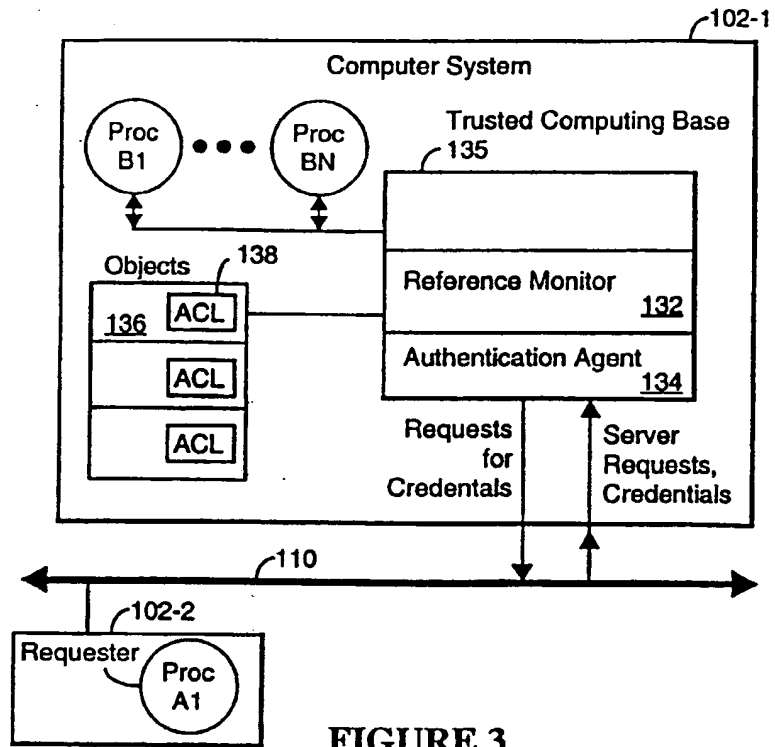 102-1
Computer System
Proc
B1
Proc
BN
Trusted Computing Base
135
Objects
138
136
ACL
ACL
ACL
Reference Monitor
132
Authentication Agent
134
Requests
for
Credentals
Server
Requests,
Credentials
110
102-2
Requester
Proc
A1
FIGURE 3